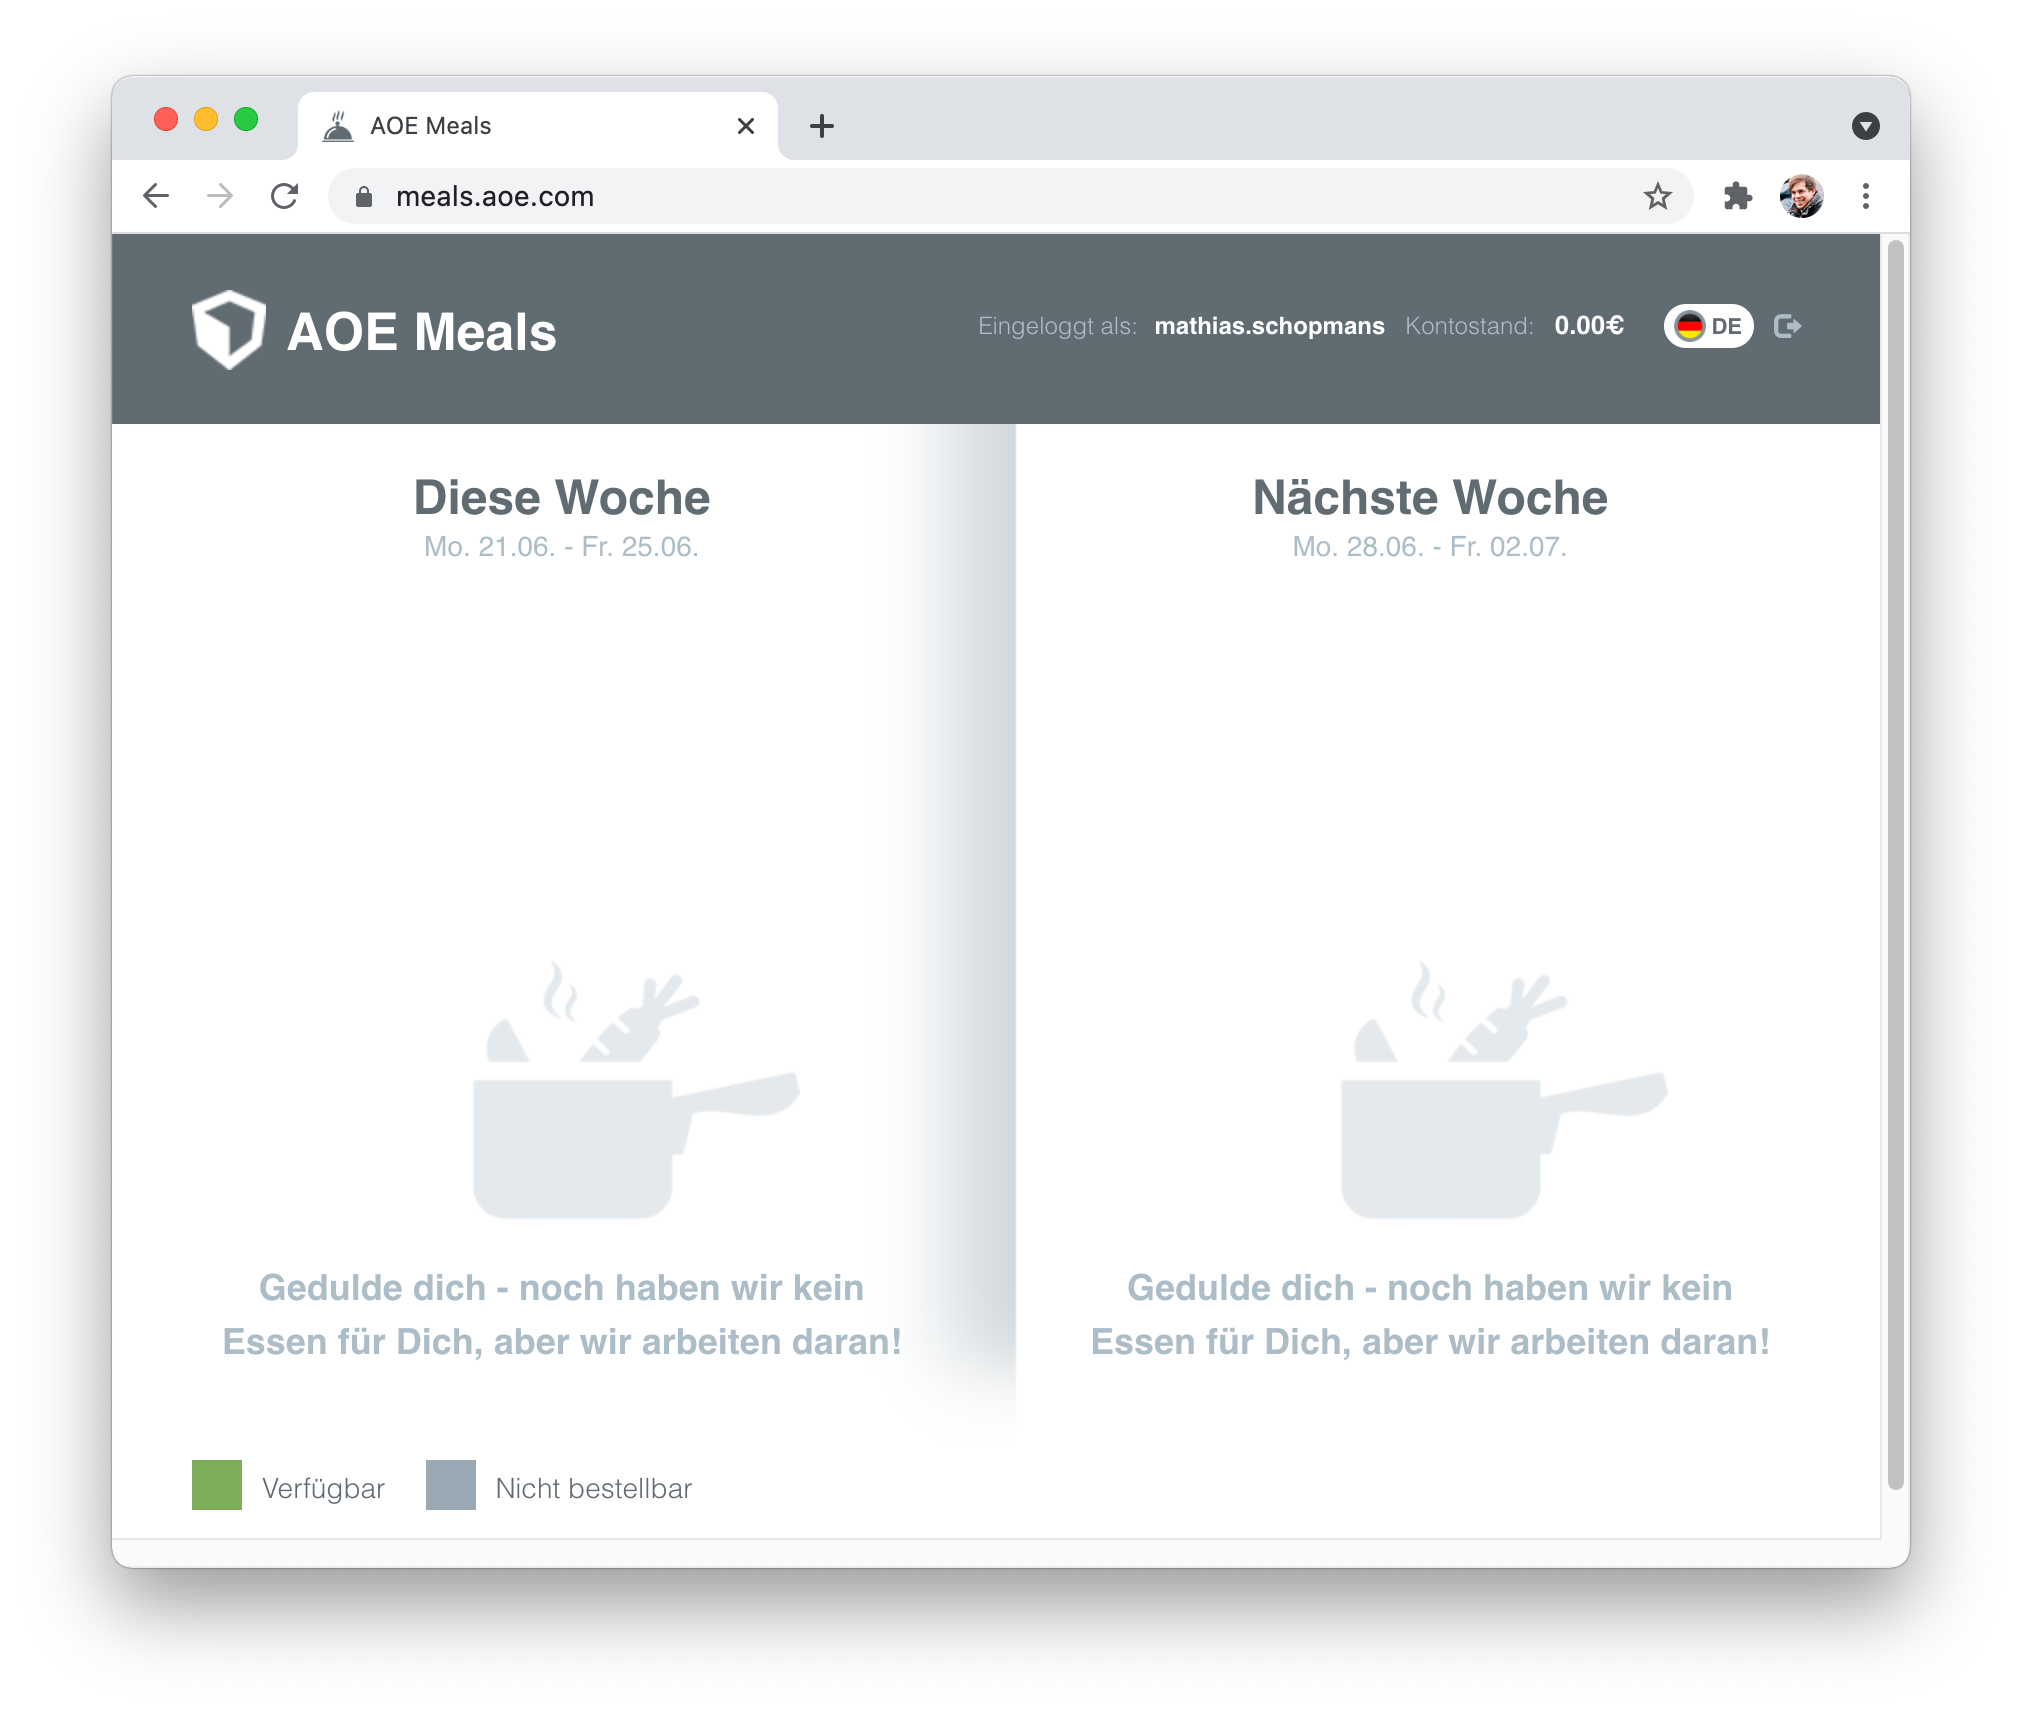 AOE Meals
meals.aoe.com
AOE Meals
Eingeloggt als: mathias.schopmans Kontostand: 0.00€ DE
Diese Woche
Mo. 21.06. - Fr. 25.06.
Gedulde dich - noch haben wir kein
Essen für Dich, aber wir arbeiten daran!
Nächste Woche
Mo. 28.06. - Fr. 02.07.
Gedulde dich - noch haben wir kein
Essen für Dich, aber wir arbeiten daran!
Verfügbar
Nicht bestellbar